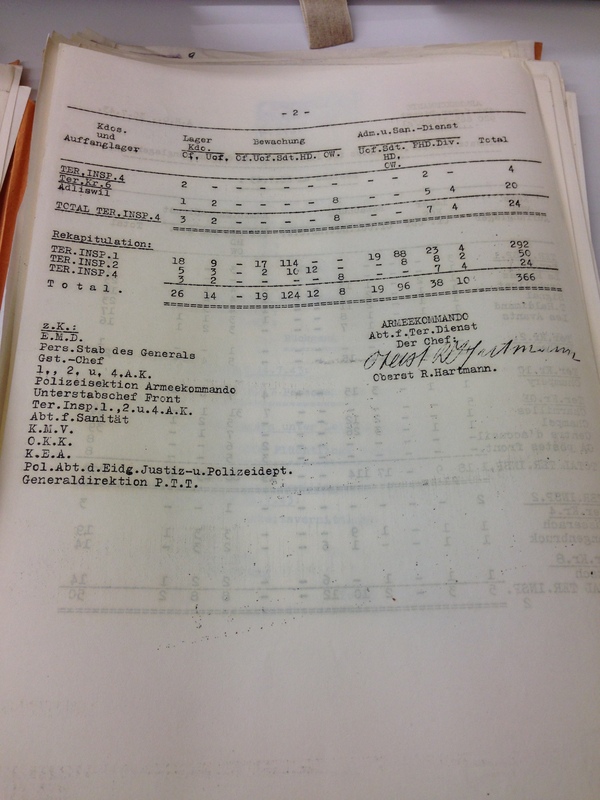 - 2 -
Kdos. und Auffanglager Lager Kdo. Bewachung Adm.u.San.-Dienst Total
Of. Uof. Of.Uof.Sdt.HD. OW. Uof.Sdt. FHD.Div. HD. OW.
TER.INSP.4
Ter.Kr.6 2 - - - - - - - - 2 - 4
Adliswil 1 2 - - - - 8 - - 5 4 20
TOTAL TER.INSP.4 3 2 - - - - 8 - - 7 4 24
Rekapitulation:
TER.INSP.1 18 9 - 17 114 - - 19 88 23 4 292
TER.INSP.2 5 3 - 2 10 12 - - 8 8 2 50
TER.INSP.4 3 2 - - - - 8 - - 7 4 24
Total. 26 14 - 19 124 12 8 19 96 38 10 366
ARMEEKOMMANDO
Abt.f.Ter.Dienst
Der Chef:
Oberst R. Hartmann
Oberst R.Hartmann.
z.K.:
E.M.D.
Pers.Stab des Generals
Gst.-Chef
1,, 2, u, 4.A.K.
Polizeisektion Armeekommando
Unterstabschef Front
Ter.Insp.1.,2.u.4.A.K.
Abt.f.Sanität
K.M.V.
O.K.K.
K.E.A.
Pol.Abt.d.Eidg.Justiz-u.Polizeidept.
Generaldirektion P.T.T.